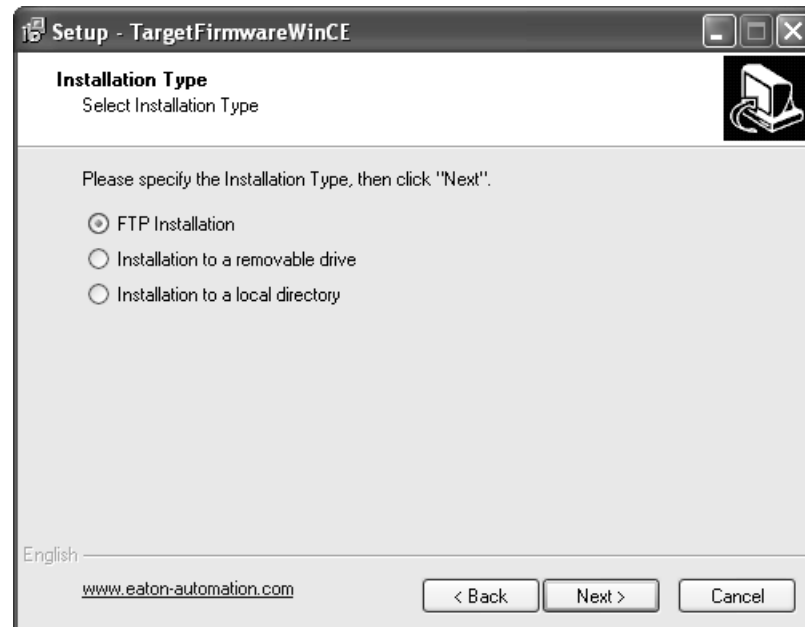 Setup - TargetFirmwareWinCE
Installation Type
Select Installation Type
Please specify the Installation Type, then click "Next".
FTP Installation
Installation to a removable drive
Installation to a local directory
English
www.eaton-automation.com
< Back
Next >
Cancel